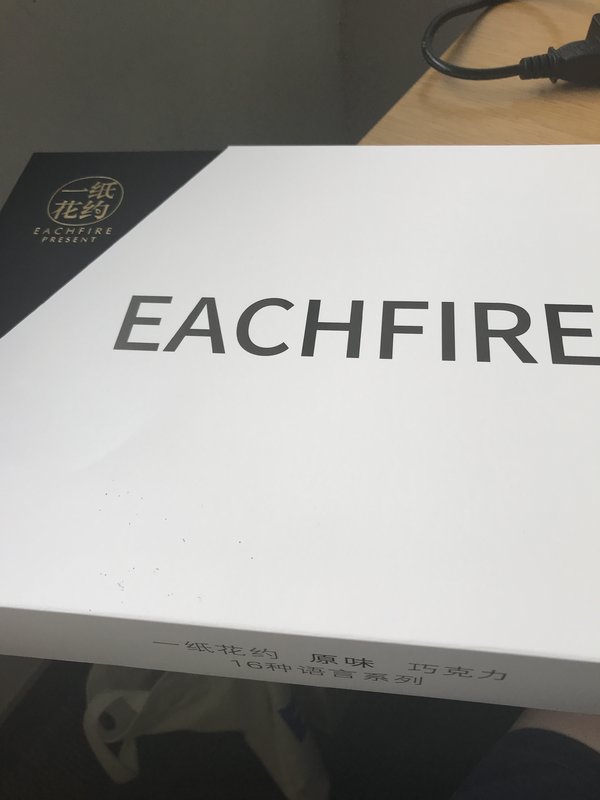 一纸
花约
EACHFIRE
PRESENT
EACHFIRE
一纸花约 原味 巧克力
16种语言系列